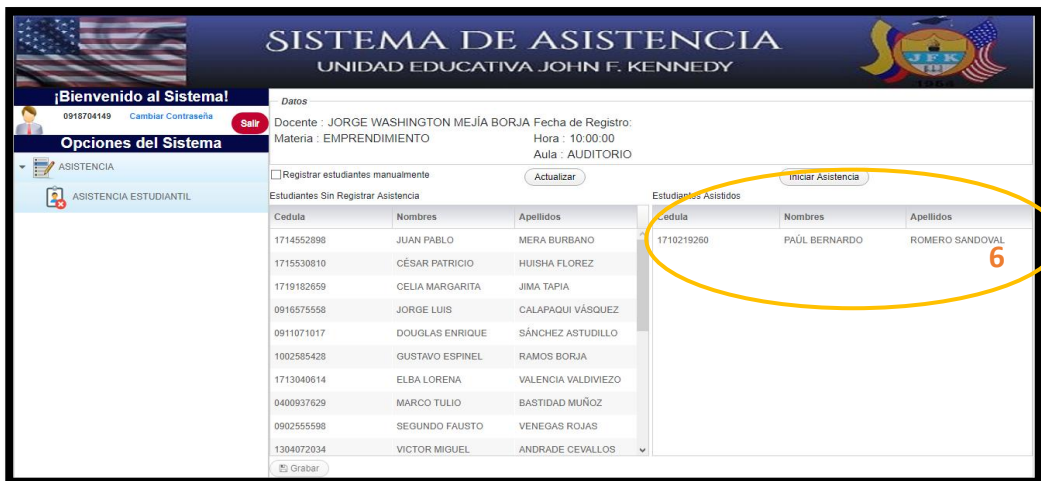 SISTEMA DE ASISTENCIA
UNIDAD EDUCATIVA JOHN F. KENNEDY
JFK
1964
¡Bienvenido al Sistema!
0918704149 Cambiar Contraseña Salir
Opciones del Sistema
ASISTENCIA
ASISTENCIA ESTUDIANTIL
Datos
Docente : JORGE WASHINGTON MEJÍA BORJA Fecha de Registro:
Materia : EMPRENDIMIENTO Hora : 10:00:00
Aula : AUDITORIO
Registrar estudiantes manualmente Actualizar Iniciar Asistencia
Estudiantes Sin Registrar Asistencia Estudiantes Asistidos
Cedula Nombres Apellidos Cedula Nombres Apellidos
1714552898 JUAN PABLO MERA BURBANO 1710219260 PAÚL BERNARDO ROMERO SANDOVAL
6
1715530810 CÉSAR PATRICIO HUISHA FLOREZ
1719182659 CELIA MARGARITA JIMA TAPIA
0916575558 JORGE LUIS CALAPAQUI VÁSQUEZ
0911071017 DOUGLAS ENRIQUE SÁNCHEZ ASTUDILLO
1002585428 GUSTAVO ESPINEL RAMOS BORJA
1713040614 ELBA LORENA VALENCIA VALDIVIEZO
0400937629 MARCO TULIO BASTIDAD MUÑOZ
0902555598 SEGUNDO FAUSTO VENEGAS ROJAS
1304072034 VICTOR MIGUEL ANDRADE CEVALLOS
Grabar